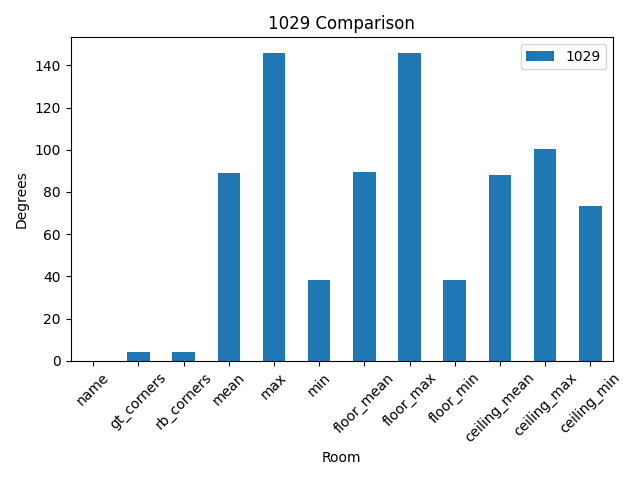 1029 Comparison
1029
Degrees
140
120
100
80
60
40
20
0
name
gt_corners
rb_corners
mean
max
min
floor_mean
floor_max
floor_min
ceiling_mean
ceiling_max
ceiling_min
Room